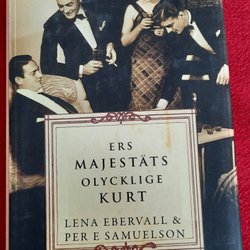 ERS
MAJESTÄTS
OLYCKLIGE
KURT
LENA EBERVALL &
PER E SAMUELSON